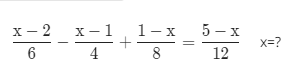 x − 2 / 6 − x − 1 / 4 + 1 − x / 8 = 5 − x / 12 x=?